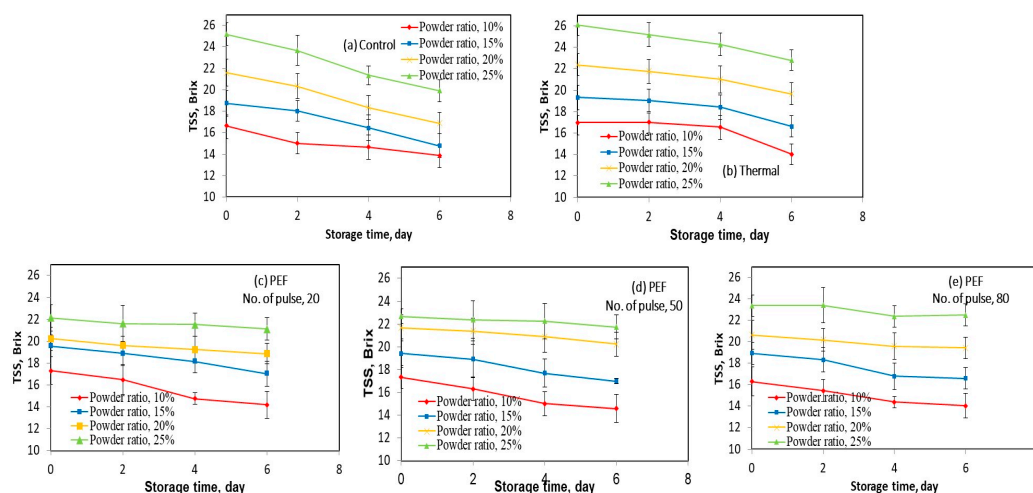 26
24
22
20
18
16
14
12
10
TSS, Brix
(a) Control
Powder ratio, 10%
Powder ratio, 15%
Powder ratio, 20%
Powder ratio, 25%
0 2 4 6 8
Storage time, day
26
24
22
20
18
16
14
12
10
TSS, Brix
Powder ratio, 10%
Powder ratio, 15%
Powder ratio, 20%
Powder ratio, 25%
(b) Thermal
0 2 4 6 8
Storage time, day
26
24
22
20
18
16
14
12
10
TSS, Brix
(c) PEF
No. of pulse, 20
Powder ratio, 10%
Powder ratio, 15%
Powder ratio, 20%
Powder ratio, 25%
0 2 4 6 8
Storage time, day
26
24
22
20
18
16
14
12
10
TSS, Brix
(d) PEF
No. of pulse, 50
Powder ratio, 10%
Powder ratio, 15%
Powder ratio, 20%
Powder ratio, 25%
0 2 4 6 8
Storage time, day
26
24
22
20
18
16
14
12
10
TSS, Brix
(e) PEF
No. of pulse, 80
Powder ratio, 10%
Powder ratio, 15%
Powder ratio, 20%
Powder ratio, 25%
0 2 4 6 8
Storage time, day